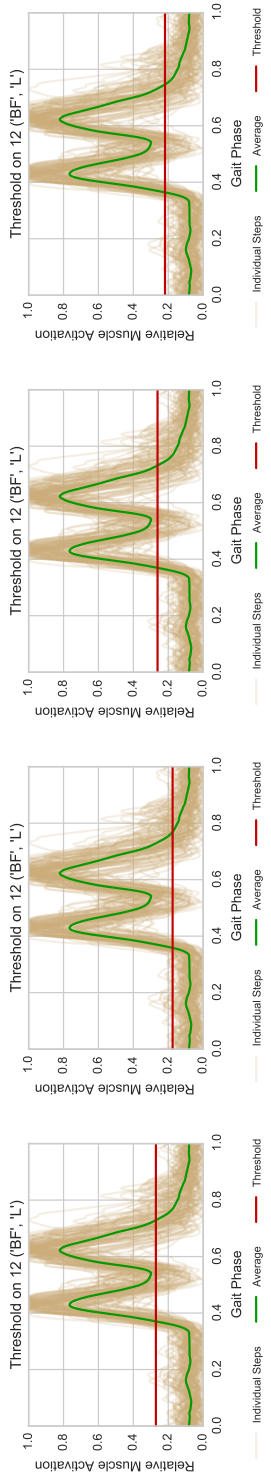 Threshold on 12 ('BF', 'L')
Relative Muscle Activation
1.0
0.8
0.6
0.4
0.2
0.0
0.0 0.2 0.4 0.6 0.8 1.0
Gait Phase
Individual Steps Average Threshold
Threshold on 12 ('BF', 'L')
Relative Muscle Activation
1.0
0.8
0.6
0.4
0.2
0.0
0.0 0.2 0.4 0.6 0.8 1.0
Gait Phase
Individual Steps Average Threshold
Threshold on 12 ('BF', 'L')
Relative Muscle Activation
1.0
0.8
0.6
0.4
0.2
0.0
0.0 0.2 0.4 0.6 0.8 1.0
Gait Phase
Individual Steps Average Threshold
Threshold on 12 ('BF', 'L')
Relative Muscle Activation
1.0
0.8
0.6
0.4
0.2
0.0
0.0 0.2 0.4 0.6 0.8 1.0
Gait Phase
Individual Steps Average Threshold